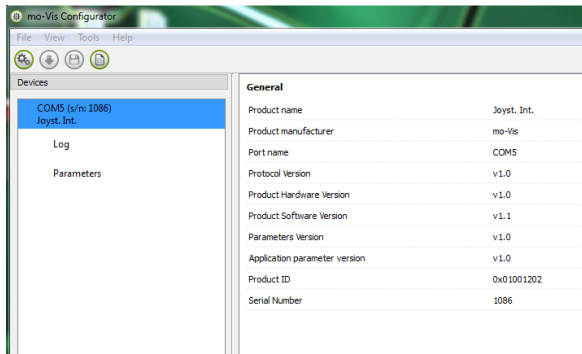 mo-Vis Configurator
File View Tools Help
Devices
COM5 (s/n: 1086)
Joyst. Int.
Log
Parameters
General
Product name Joyst. Int.
Product manufacturer mo-Vis
Port name COM5
Protocol Version v1.0
Product Hardware Version v1.0
Product Software Version v1.1
Parameters Version v1.0
Application parameter version v1.0
Product ID 0x01001202
Serial Number 1086